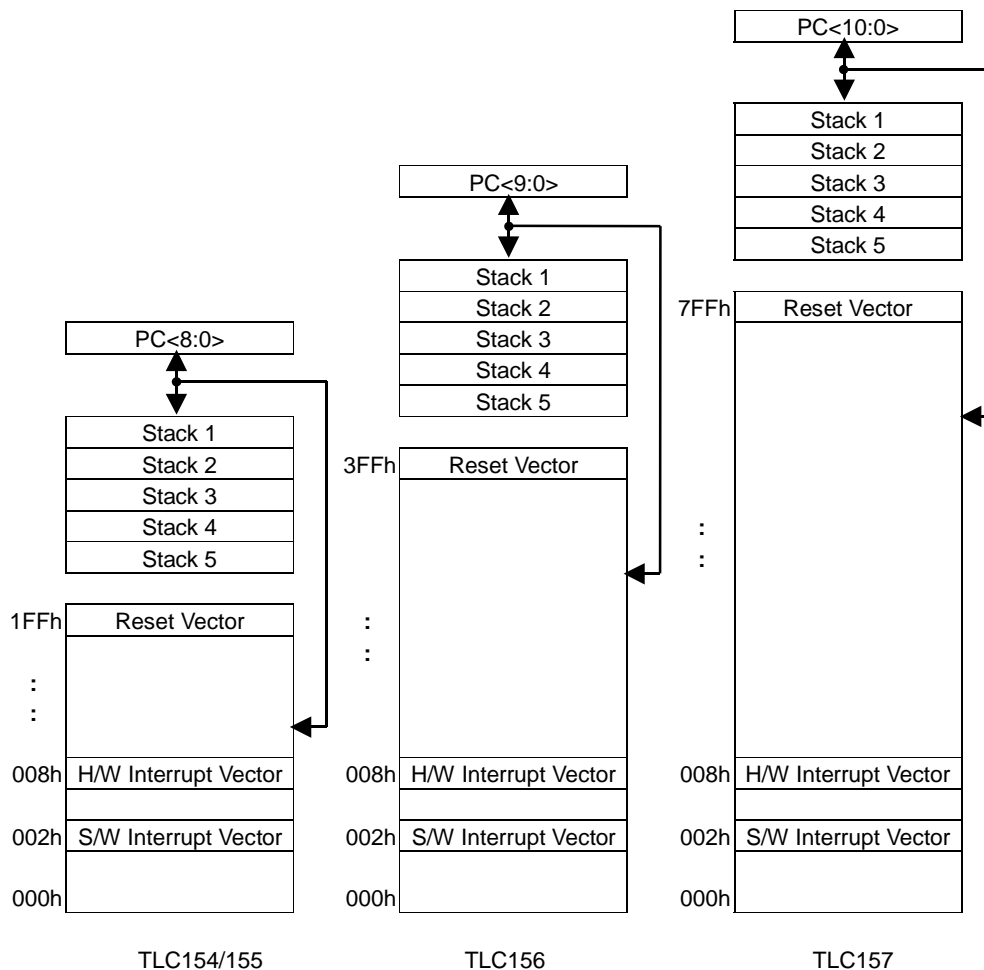 PC<8:0>
Stack 1
Stack 2
Stack 3
Stack 4
Stack 5
1FFh Reset Vector
:
:
008h H/W Interrupt Vector
002h S/W Interrupt Vector
000h
TLC154/155
PC<9:0>
Stack 1
Stack 2
Stack 3
Stack 4
Stack 5
3FFh Reset Vector
:
:
008h H/W Interrupt Vector
002h S/W Interrupt Vector
000h
TLC156
PC<10:0>
Stack 1
Stack 2
Stack 3
Stack 4
Stack 5
7FFh Reset Vector
:
:
008h H/W Interrupt Vector
002h S/W Interrupt Vector
000h
TLC157